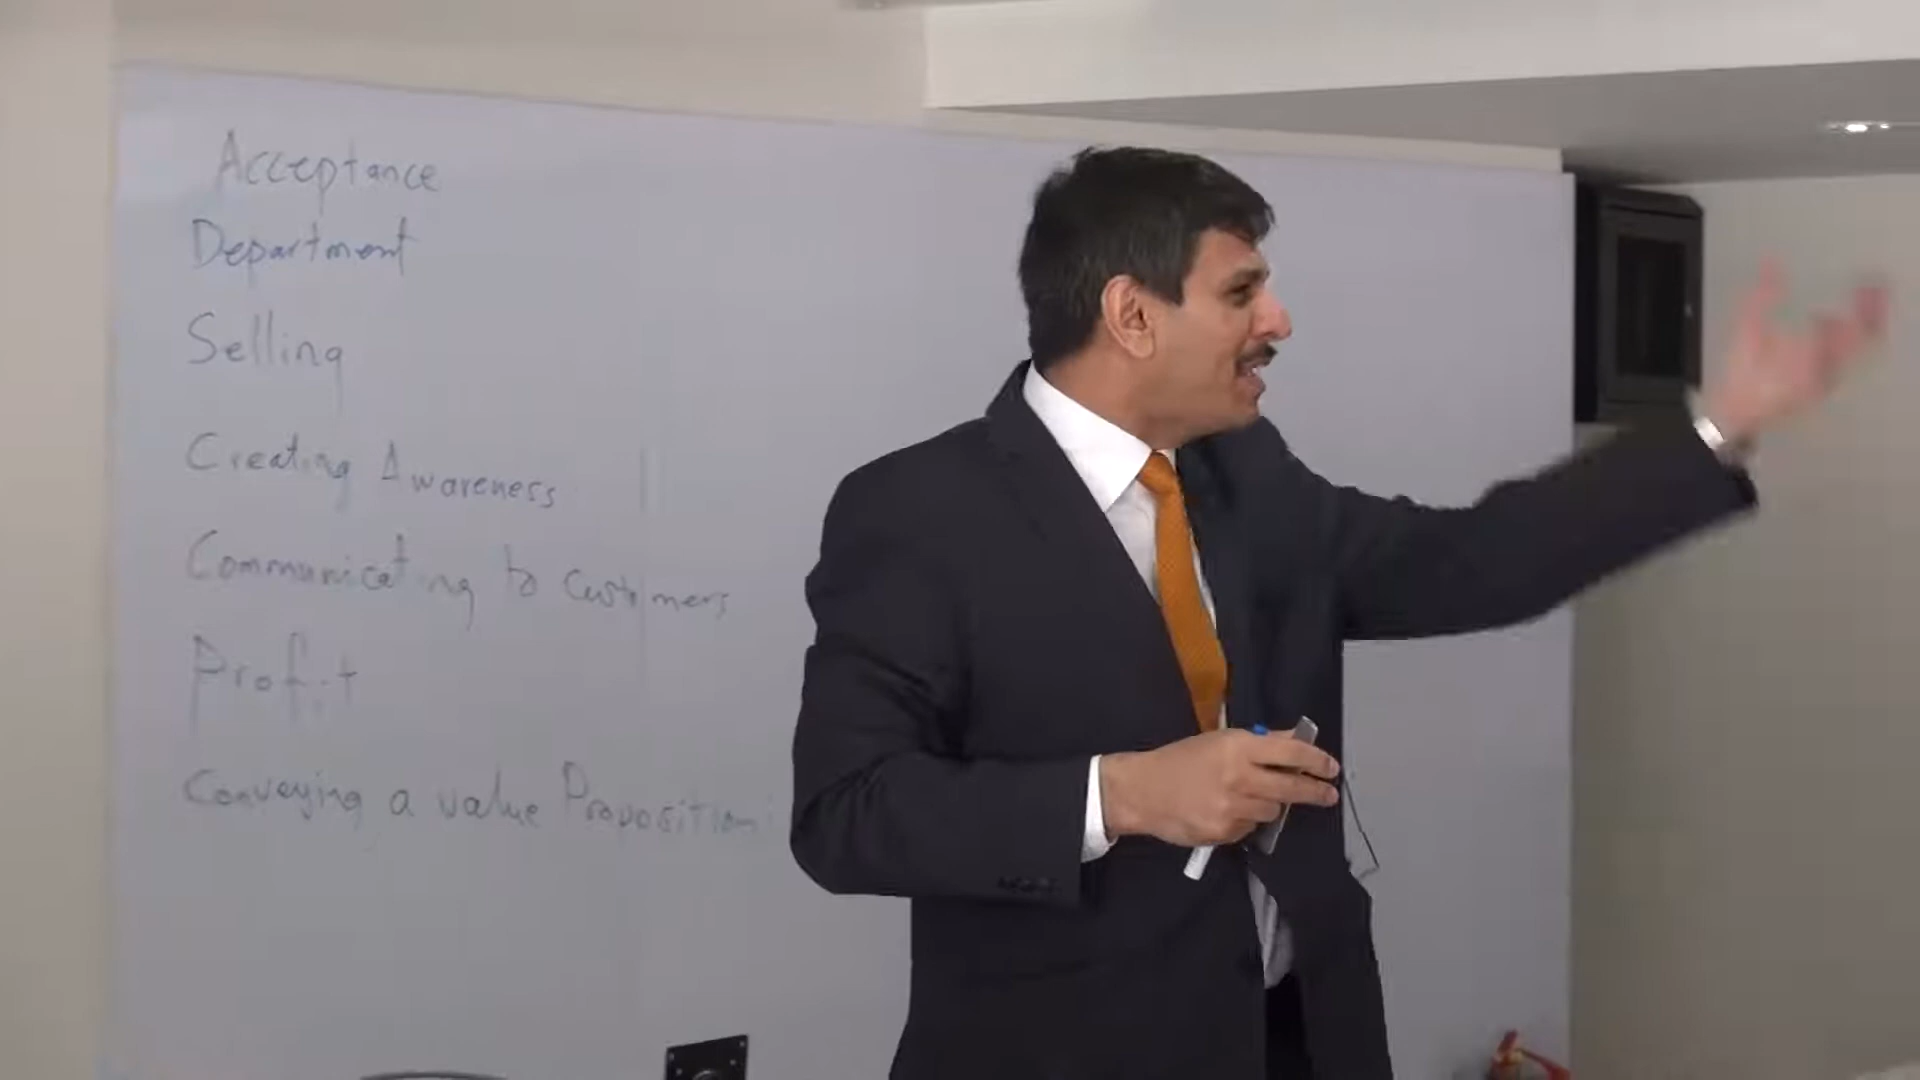 Acceptance
Department
Selling
Creating Awareness
Communicating to Customers
Profit
Conveying a value Proposition